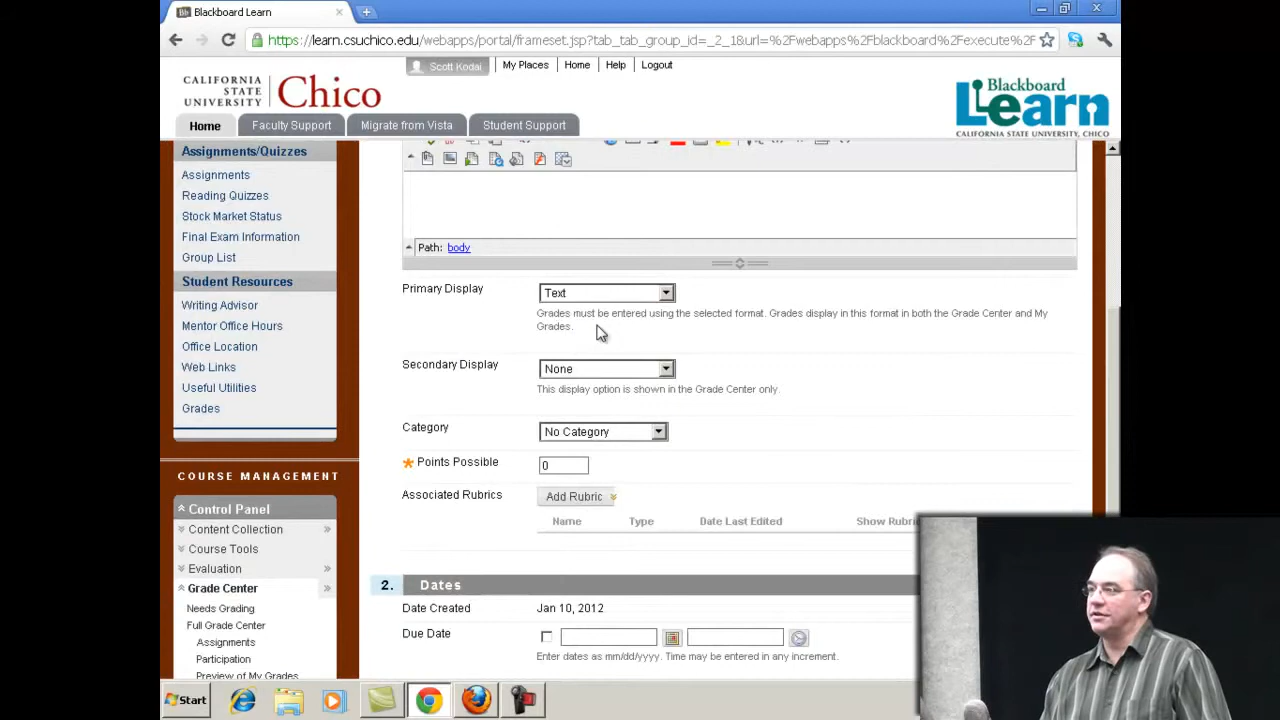 Blackboard Learn
https://learn.csuchico.edu/webapps/portal/frameset.jsp?tab_tab_group_id=_2_1&url=%2Fwebapps%2Fblackboard%2Fexecute%2F
Scott Kodai My Places Home Help Logout
CALIFORNIA
STATE
UNIVERSITY
Chico
Blackboard
Learn
CALIFORNIA STATE UNIVERSITY, CHICO
Home Faculty Support Migrate from Vista Student Support
Assignments/Quizzes
Assignments
Reading Quizzes
Stock Market Status
Final Exam Information
Group List
Student Resources
Writing Advisor
Mentor Office Hours
Office Location
Web Links
Useful Utilities
Grades
COURSE MANAGEMENT
Control Panel
Content Collection
Course Tools
Evaluation
Grade Center
Needs Grading
Full Grade Center
Assignments
Participation
Preview of My Grades
Path: body
Primary Display Text
Grades must be entered using the selected format. Grades display in this format in both the Grade Center and My
Grades.
Secondary Display None
This display option is shown in the Grade Center only.
Category No Category
Points Possible 0
Associated Rubrics Add Rubric
Name Type Date Last Edited Show Rubri
2. Dates
Date Created Jan 10, 2012
Due Date
Enter dates as mm/dd/yyyy. Time may be entered in any increment.
Start